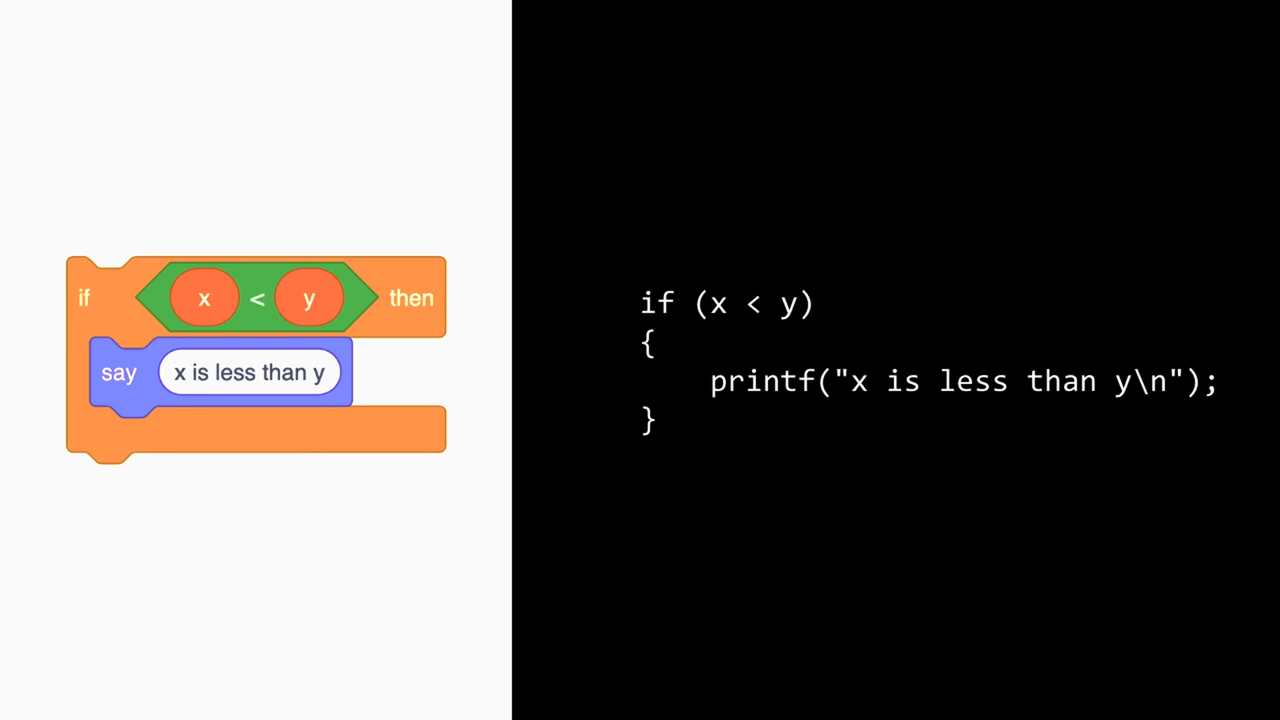 if x < y then
say x is less than y
if (x < y)
{
    printf("x is less than y\n");
}